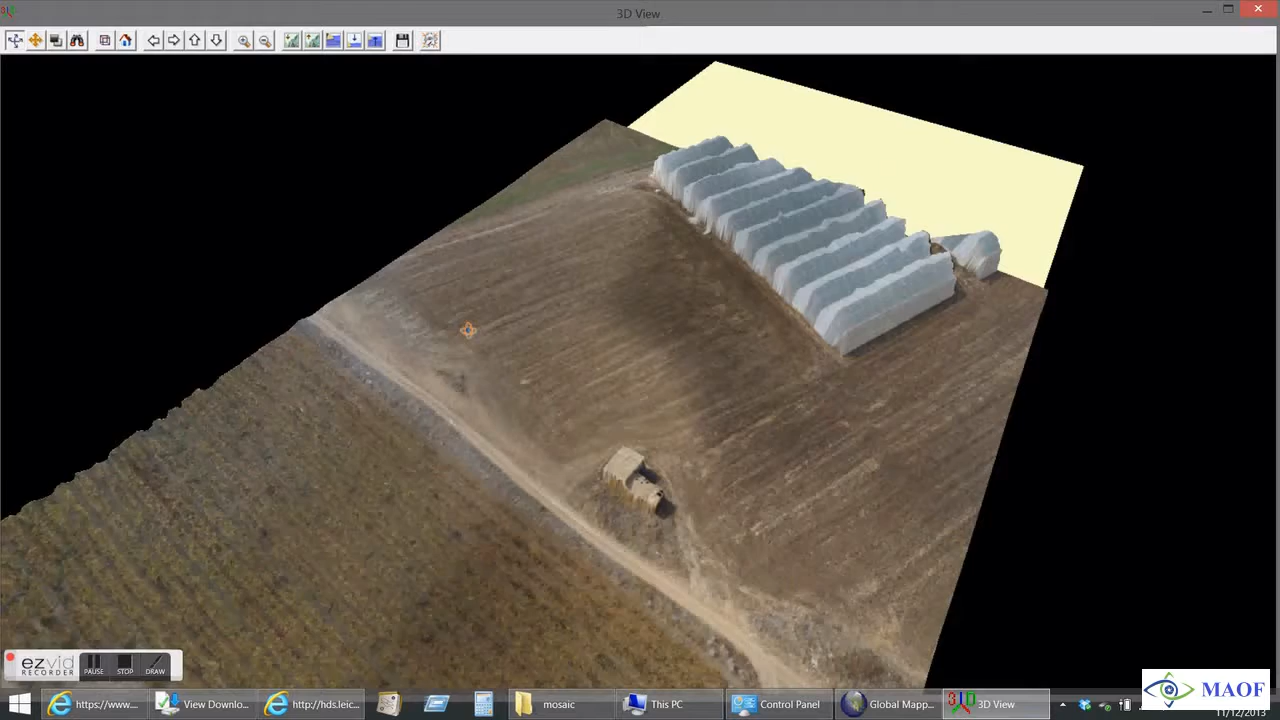 3D View
ezvid
RECORDER
PAUSE
STOP
DRAW
MAOF
https://www...
View Downlo...
http://hds.leic...
mosaic
This PC
Control Panel
Global Mapp...
3D View
11/12/2013